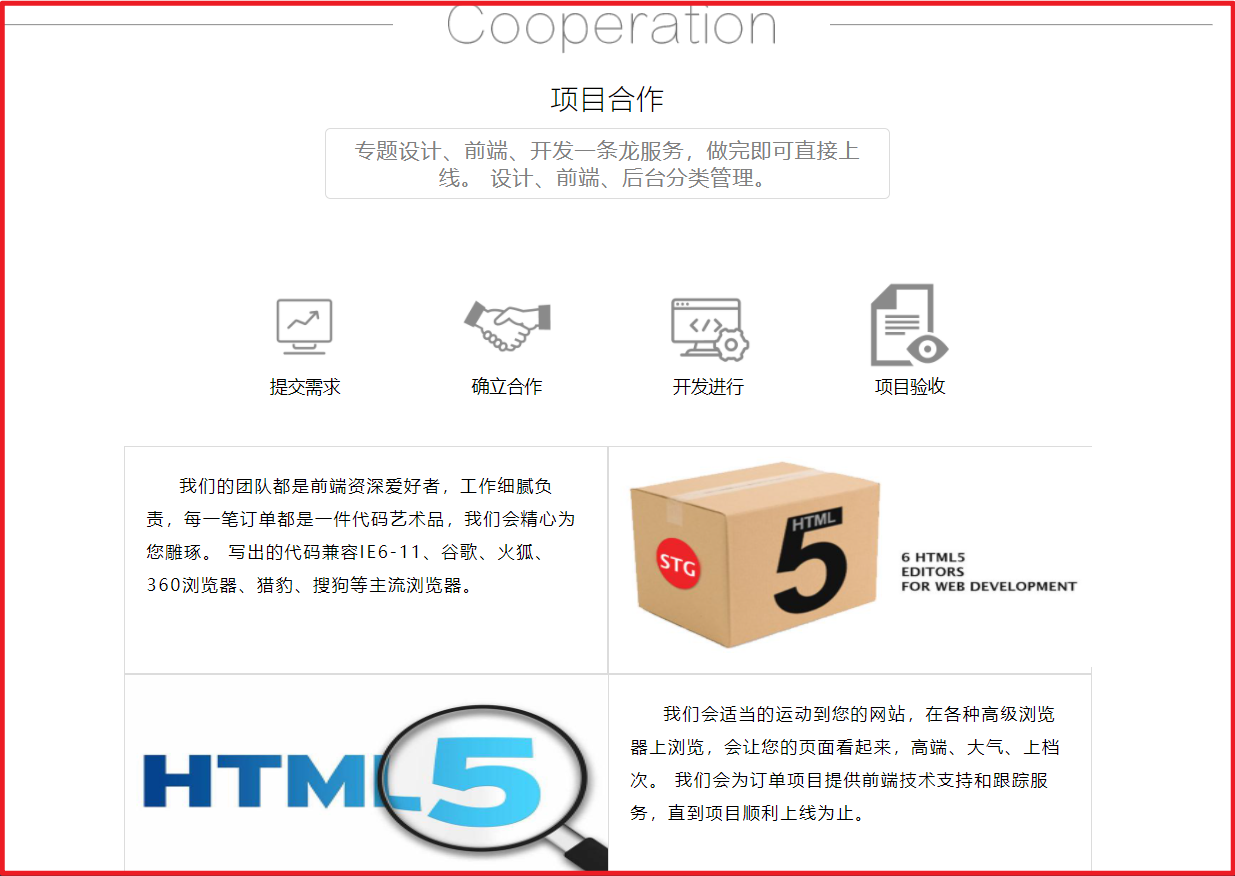 Cooperation
项目合作
专题设计、前端、开发一条龙服务，做完即可直接上
线。 设计、前端、后台分类管理。
提交需求
确立合作
开发进行
项目验收
我们的团队都是前端资深爱好者，工作细腻负
责，每一笔订单都是一件代码艺术品，我们会精心为
您雕琢。 写出的代码兼容IE6-11、谷歌、火狐、
360浏览器、猎豹、搜狗等主流浏览器。
HTML
5
STG
6 HTML5
EDITORS
FOR WEB DEVELOPMENT
HTML5
我们会适当的运动到您的网站，在各种高级浏览
器上浏览，会让您的页面看起来，高端、大气、上档
次。 我们会为订单项目提供前端技术支持和跟踪服
务，直到项目顺利上线为止。